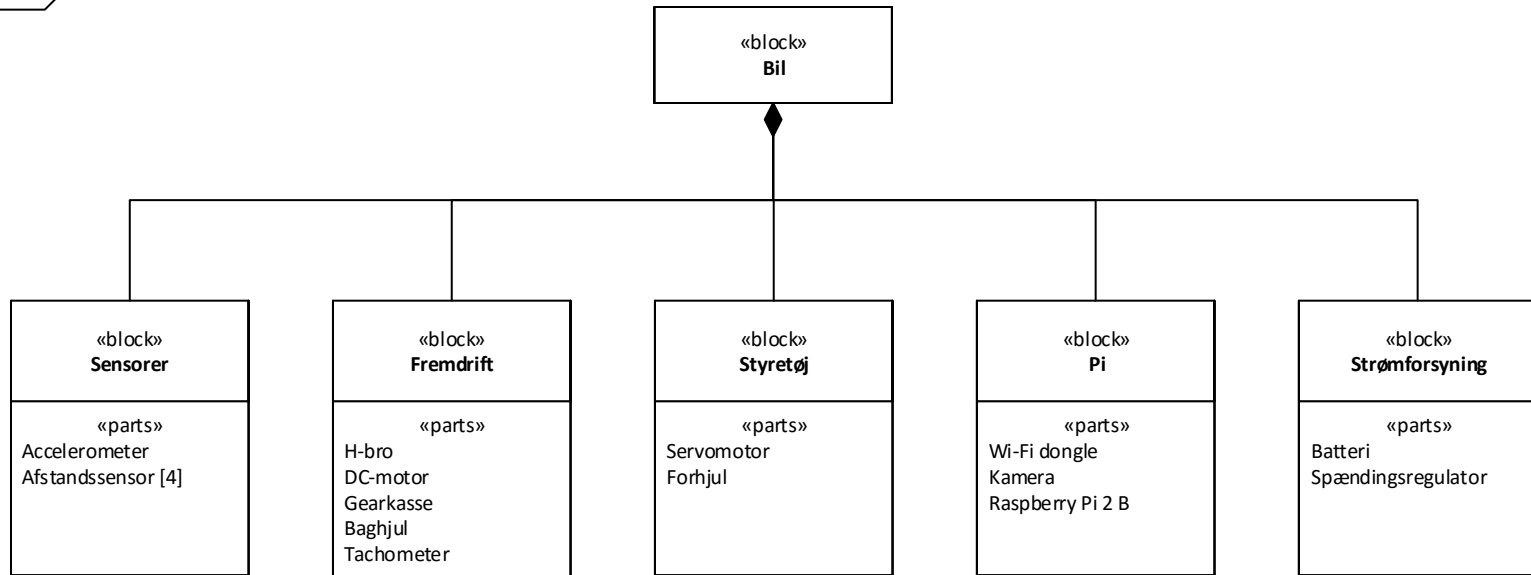 «block»
Bil
«block»
Sensorer
«parts»
Accelerometer
Afstandssensor [4]
«block»
Fremdrift
«parts»
H-bro
DC-motor
Gearkasse
Baghjul
Tachometer
«block»
Styretøj
«parts»
Servomotor
Forhjul
«block»
Pi
«parts»
Wi-Fi dongle
Kamera
Raspberry Pi 2 B
«block»
Strømforsyning
«parts»
Batteri
Spændingsregulator